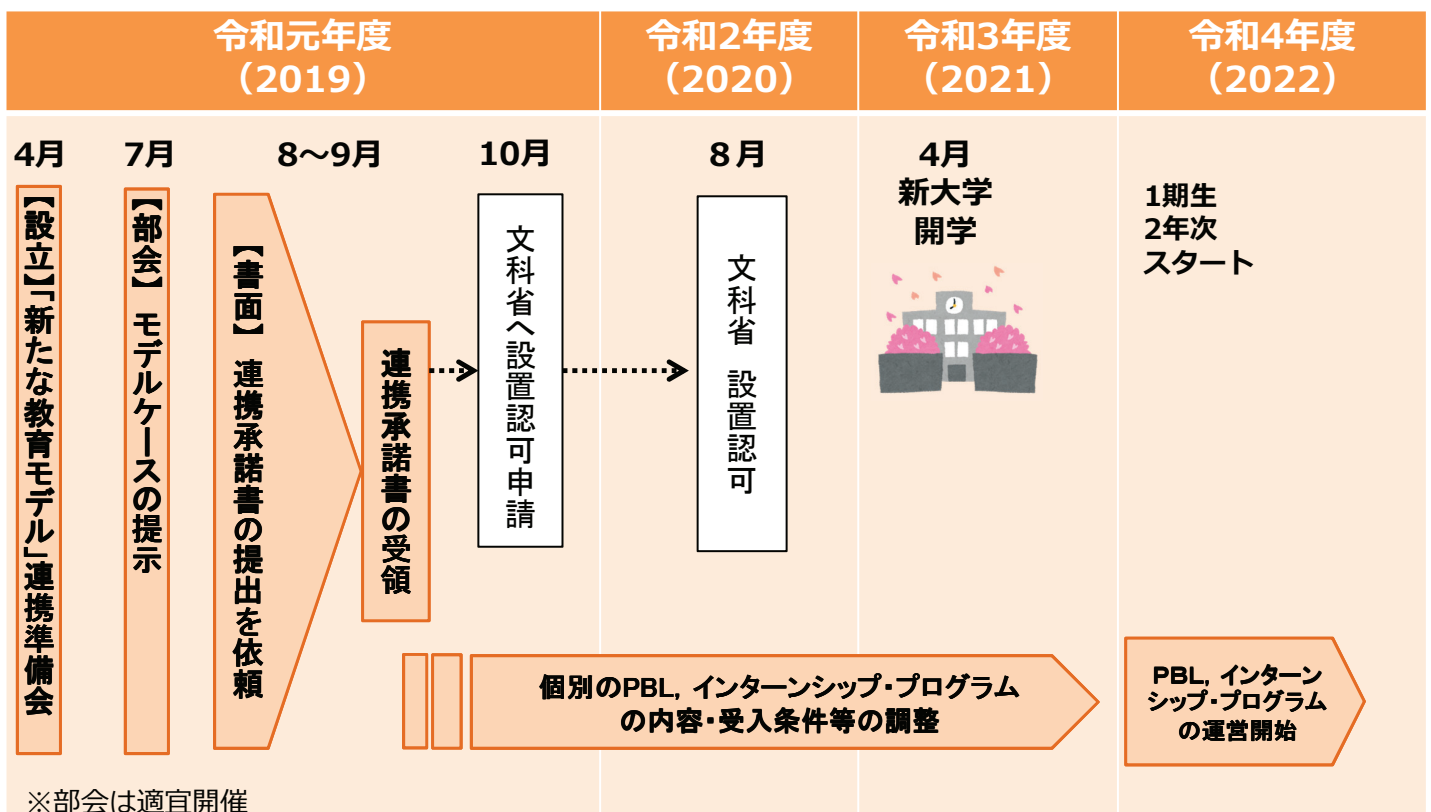 令和元年度
（2019）
令和2年度
（2020）
令和3年度
（2021）
令和4年度
（2022）
4月
7月
8～9月
10月
８月
4月
新大学
開学
1期生
2年次
スタート
【設立】「新たな教育モデル」連携準備会
【部会】 モデルケースの提示
【書面】 連携承諾書の提出を依頼
連携承諾書の受領
文科省へ設置認可申請
文科省 設置認可
個別のPBL, インターンシップ・プログラム
の内容・受入条件等の調整
PBL, インターン
シップ・プログラム
の運営開始
※部会は適宜開催